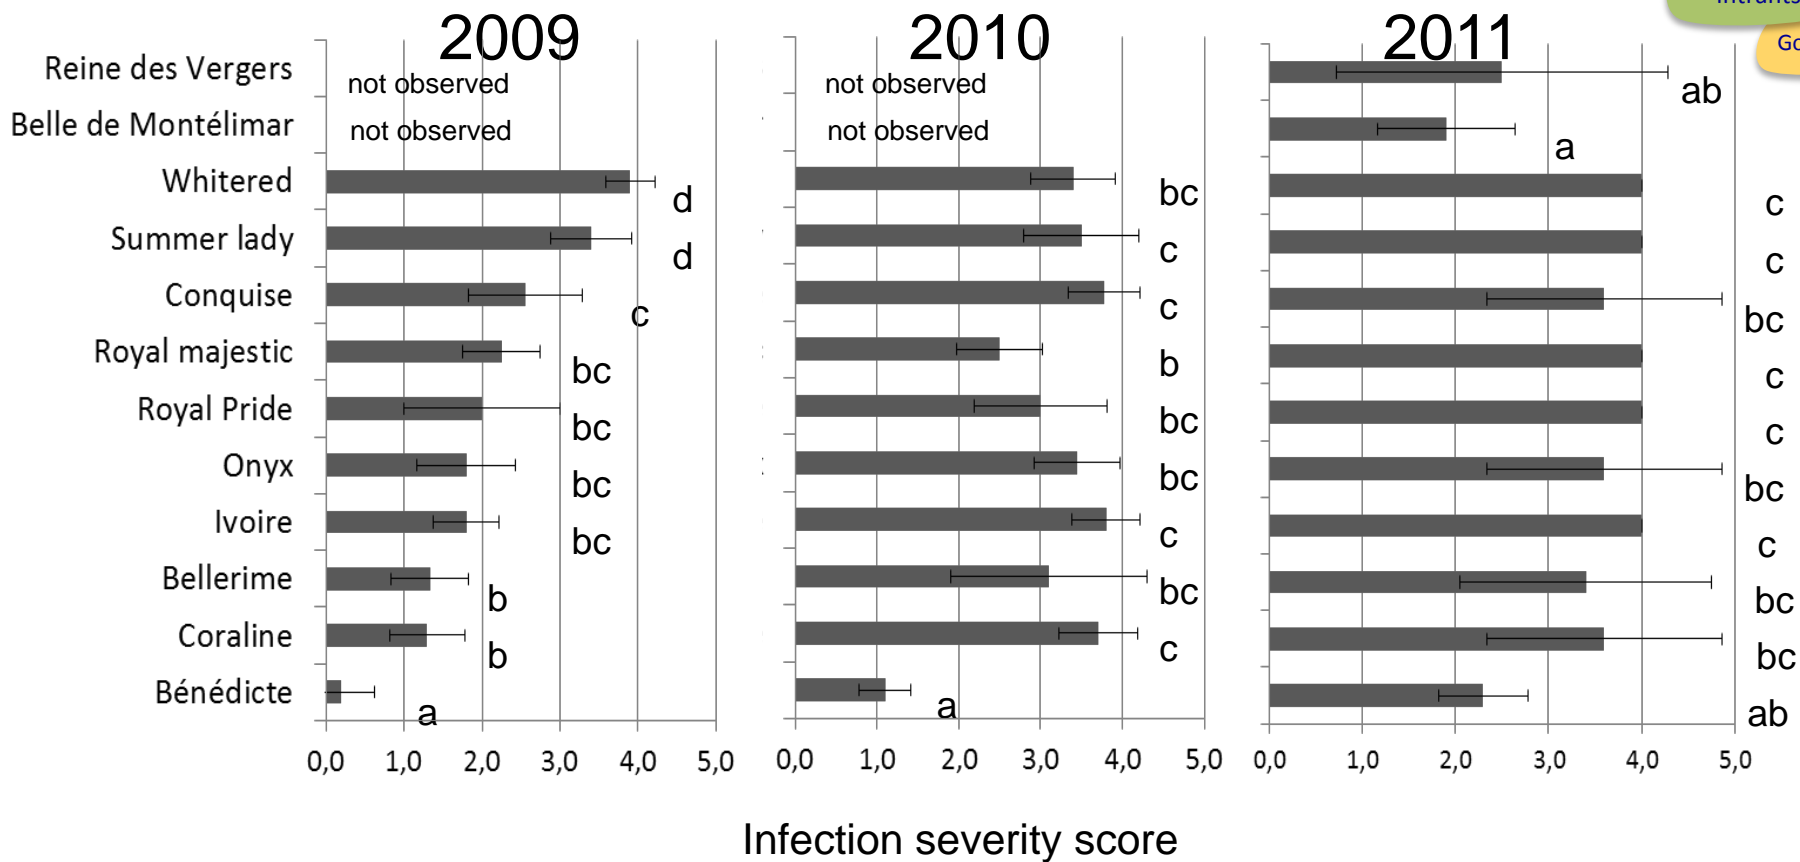 2009
2010
2011
Intrants
Go
Reine des Vergers
not observed
not observed
ab
Belle de Montélimar
not observed
not observed
a
Whitered
d
bc
c
Summer lady
d
c
c
Conquise
c
c
bc
Royal majestic
bc
b
c
Royal Pride
bc
bc
c
Onyx
bc
bc
bc
Ivoire
bc
c
c
Bellerime
b
bc
bc
Coraline
b
c
bc
Bénédicte
a
a
ab
0,0 1,0 2,0 3,0 4,0 5,0
0,0 1,0 2,0 3,0 4,0 5,0
0,0 1,0 2,0 3,0 4,0 5,0
Infection severity score